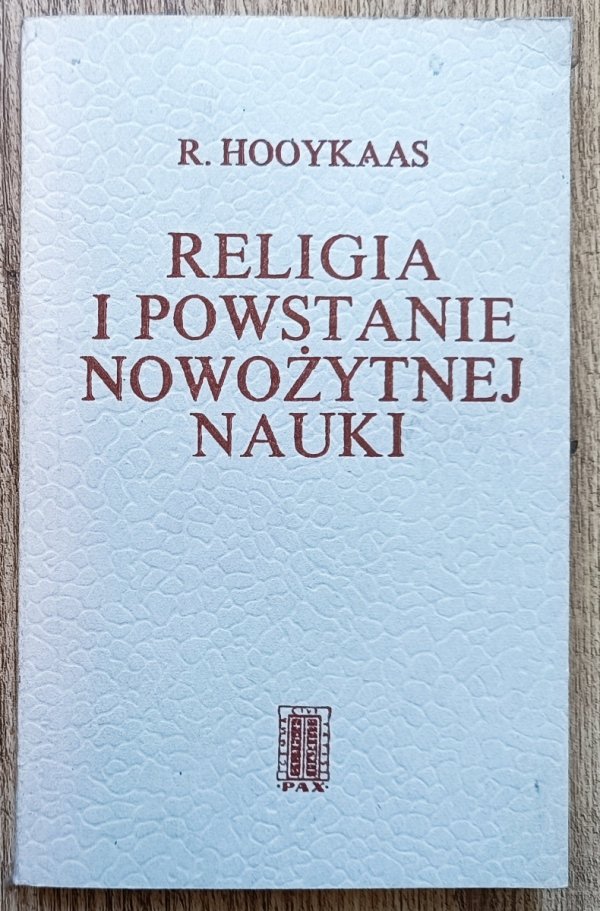 R. HOOYKAAS
RELIGIA
I POWSTANIE
NOWOŻYTNEJ
NAUKI
·PAX·